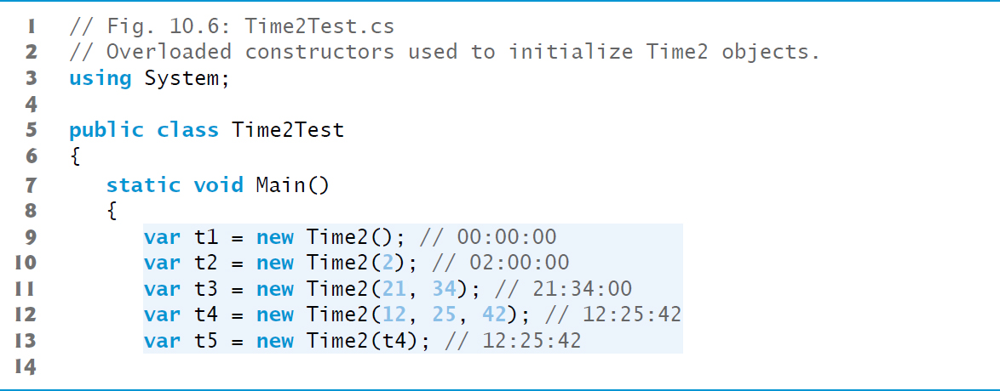 1 // Fig. 10.6: Time2Test.cs
2 // Overloaded constructors used to initialize Time2 objects.
3 using System;
4
5 public class Time2Test
6 {
7 static void Main()
8 {
9 var t1 = new Time2(); // 00:00:00
10 var t2 = new Time2(2); // 02:00:00
11 var t3 = new Time2(21, 34); // 21:34:00
12 var t4 = new Time2(12, 25, 42); // 12:25:42
13 var t5 = new Time2(t4); // 12:25:42
14